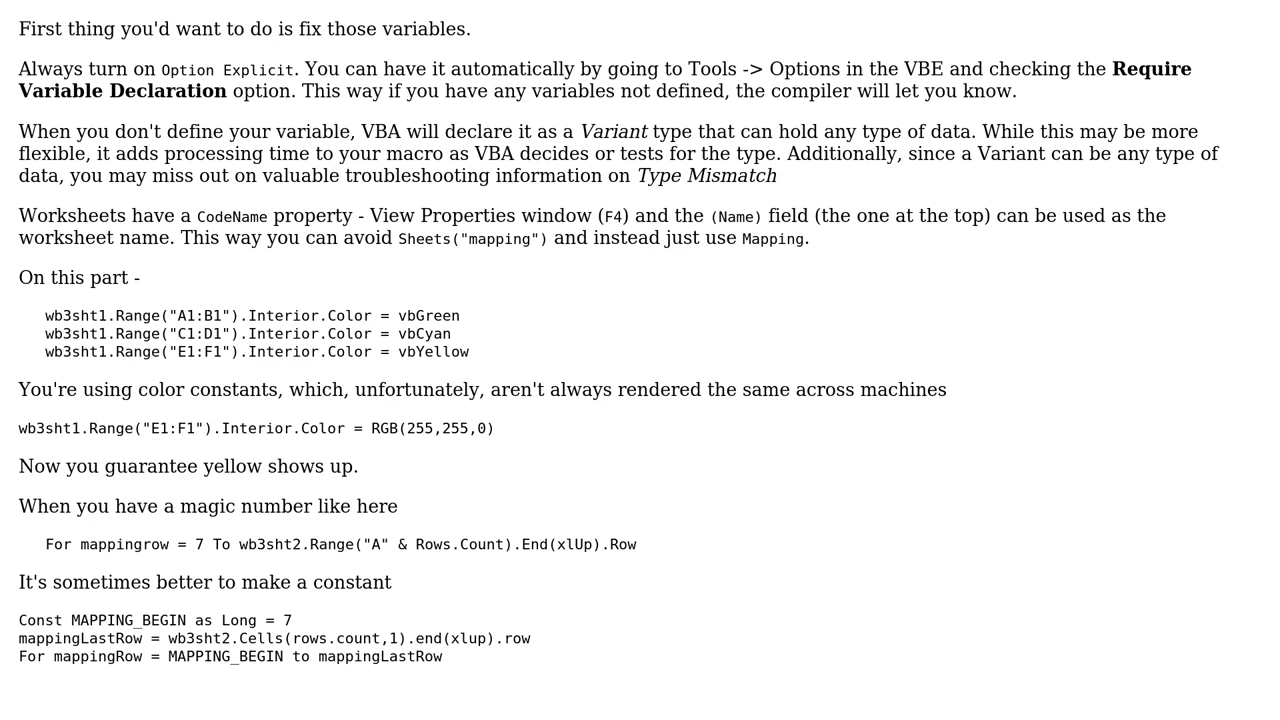 First thing you'd want to do is fix those variables.
Always turn on Option Explicit. You can have it automatically by going to Tools -> Options in the VBE and checking the Require
Variable Declaration option. This way if you have any variables not defined, the compiler will let you know.
When you don't define your variable, VBA will declare it as a Variant type that can hold any type of data. While this may be more
flexible, it adds processing time to your macro as VBA decides or tests for the type. Additionally, since a Variant can be any type of
data, you may miss out on valuable troubleshooting information on Type Mismatch
Worksheets have a CodeName property - View Properties window (F4) and the (Name) field (the one at the top) can be used as the
worksheet name. This way you can avoid Sheets("mapping") and instead just use Mapping.
On this part -
wb3sht1.Range("A1:B1").Interior.Color = vbGreen
wb3sht1.Range("C1:D1").Interior.Color = vbCyan
wb3sht1.Range("E1:F1").Interior.Color = vbYellow
You're using color constants, which, unfortunately, aren't always rendered the same across machines
wb3sht1.Range("E1:F1").Interior.Color = RGB(255,255,0)
Now you guarantee yellow shows up.
When you have a magic number like here
For mappingrow = 7 To wb3sht2.Range("A" & Rows.Count).End(xlUp).Row
It's sometimes better to make a constant
Const MAPPING_BEGIN as Long = 7
mappingLastRow = wb3sht2.Cells(rows.count,1).end(xlup).row
For mappingRow = MAPPING_BEGIN to mappingLastRow